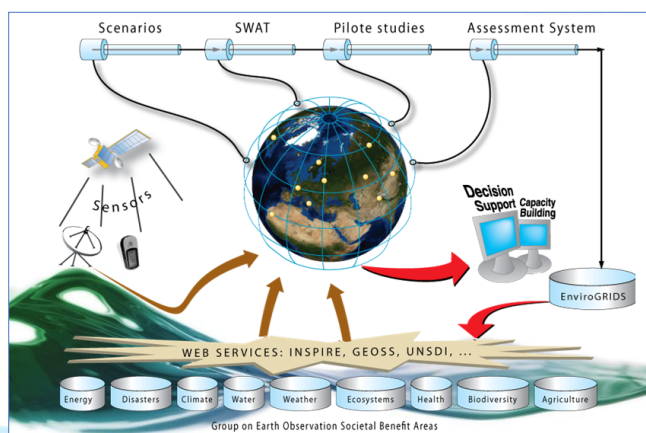 Scenarios
SWAT
Pilote studies
Assessment System
Sensors
Decision
Support
Capacity
Building
EnviroGRIDS
WEB SERVICES: INSPIRE, GEOSS, UNSDI, ...
Energy
Disasters
Climate
Water
Weather
Ecosystems
Health
Biodiversity
Agriculture
Group on Earth Observation Societal Benefit Areas